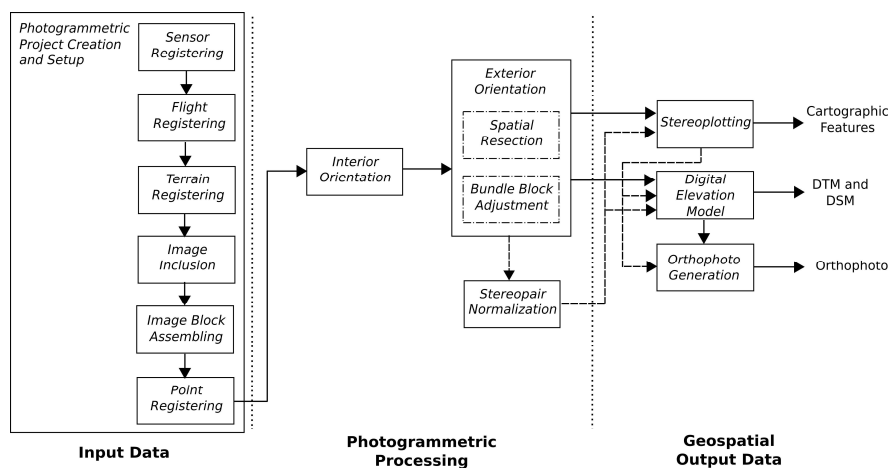 Photogrammetric
Project Creation
and Setup
Sensor
Registering
Flight
Registering
Terrain
Registering
Image
Inclusion
Image Block
Assembling
Point
Registering
Input Data
Interior
Orientation
Exterior
Orientation
Spatial
Resection
Bundle Block
Adjustment
Stereopair
Normalization
Photogrammetric
Processing
Stereoplotting
Digital
Elevation
Model
Orthophoto
Generation
Cartographic
Features
DTM and
DSM
Orthophoto
Geospatial
Output Data